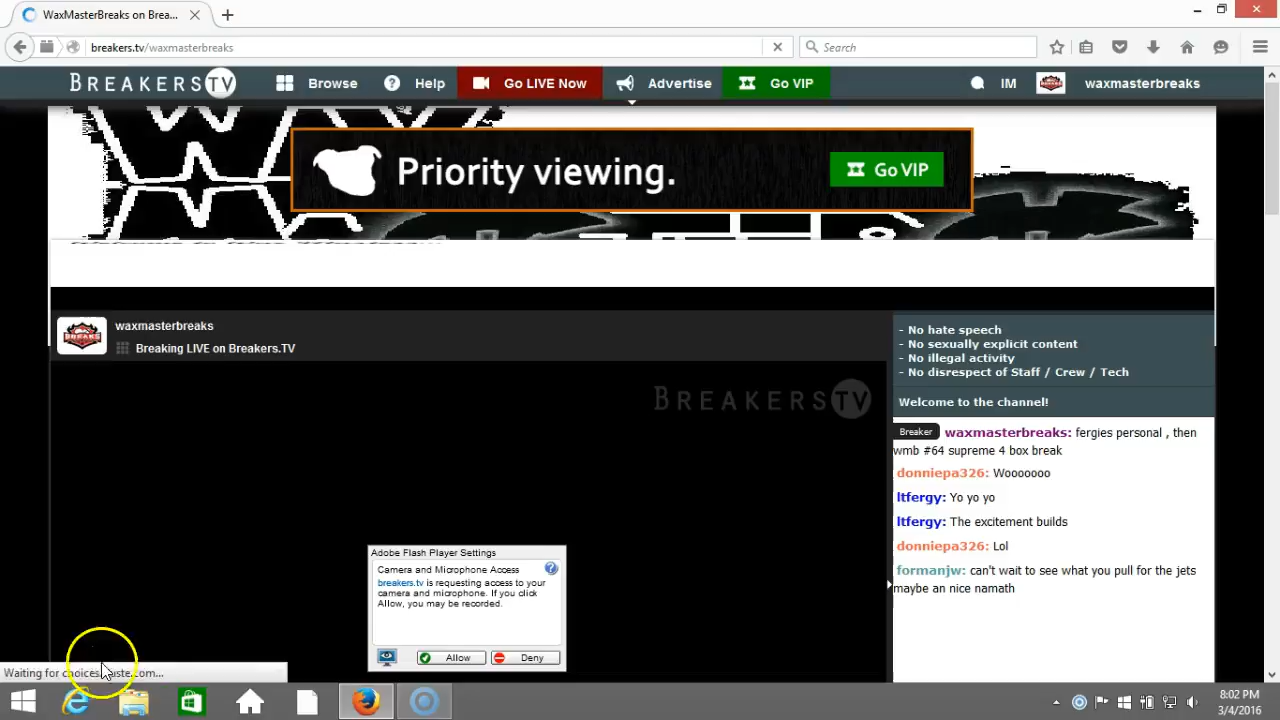 WaxMasterBreaks on Brea...
breakers.tv/waxmasterbreaks
Search
BREAKERSTV
Browse
Help
Go LIVE Now
Advertise
Go VIP
IM
waxmasterbreaks
Priority viewing.
Go VIP
waxmasterbreaks
Breaking LIVE on Breakers.TV
BREAKERSTV
- No hate speech
- No sexually explicit content
- No illegal activity
- No disrespect of Staff / Crew / Tech
Welcome to the channel!
Breaker waxmasterbreaks: fergies personal , then
wmb #64 supreme 4 box break
donniepa326: Wooooooo
ltfergy: Yo yo yo
ltfergy: The excitement builds
donniepa326: Lol
formanjw: can't wait to see what you pull for the jets
maybe an nice namath
Adobe Flash Player Settings
Camera and Microphone Access
breakers.tv is requesting access to your
camera and microphone. If you click
Allow, you may be recorded.
Allow
Deny
Waiting for choices
8:02 PM
3/4/2016